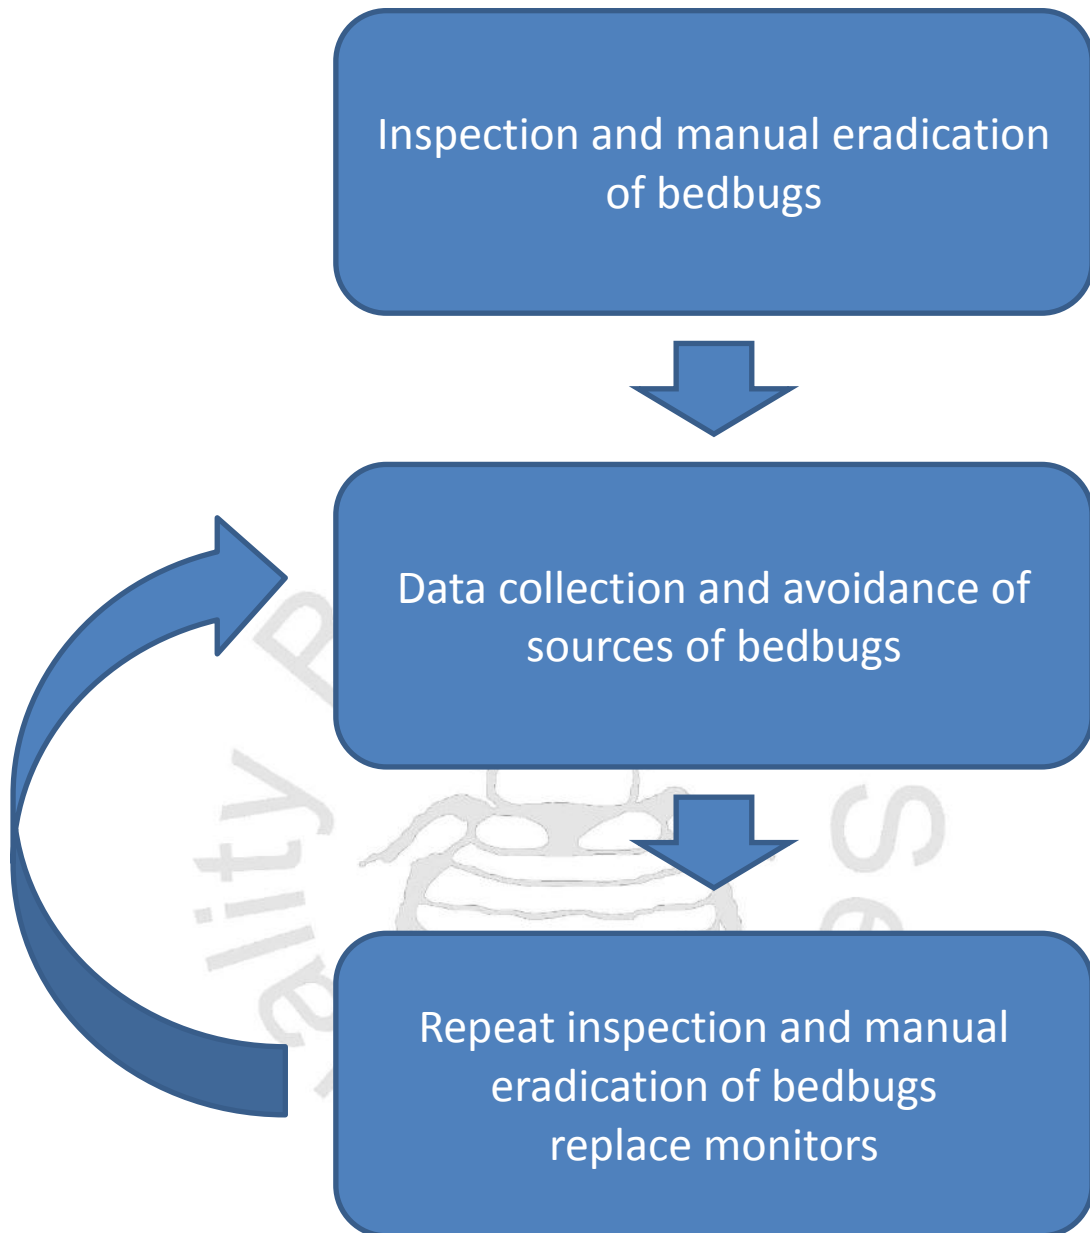 Inspection and manual eradication
of bedbugs
Data collection and avoidance of
sources of bedbugs
Repeat inspection and manual
eradication of bedbugs
replace monitors